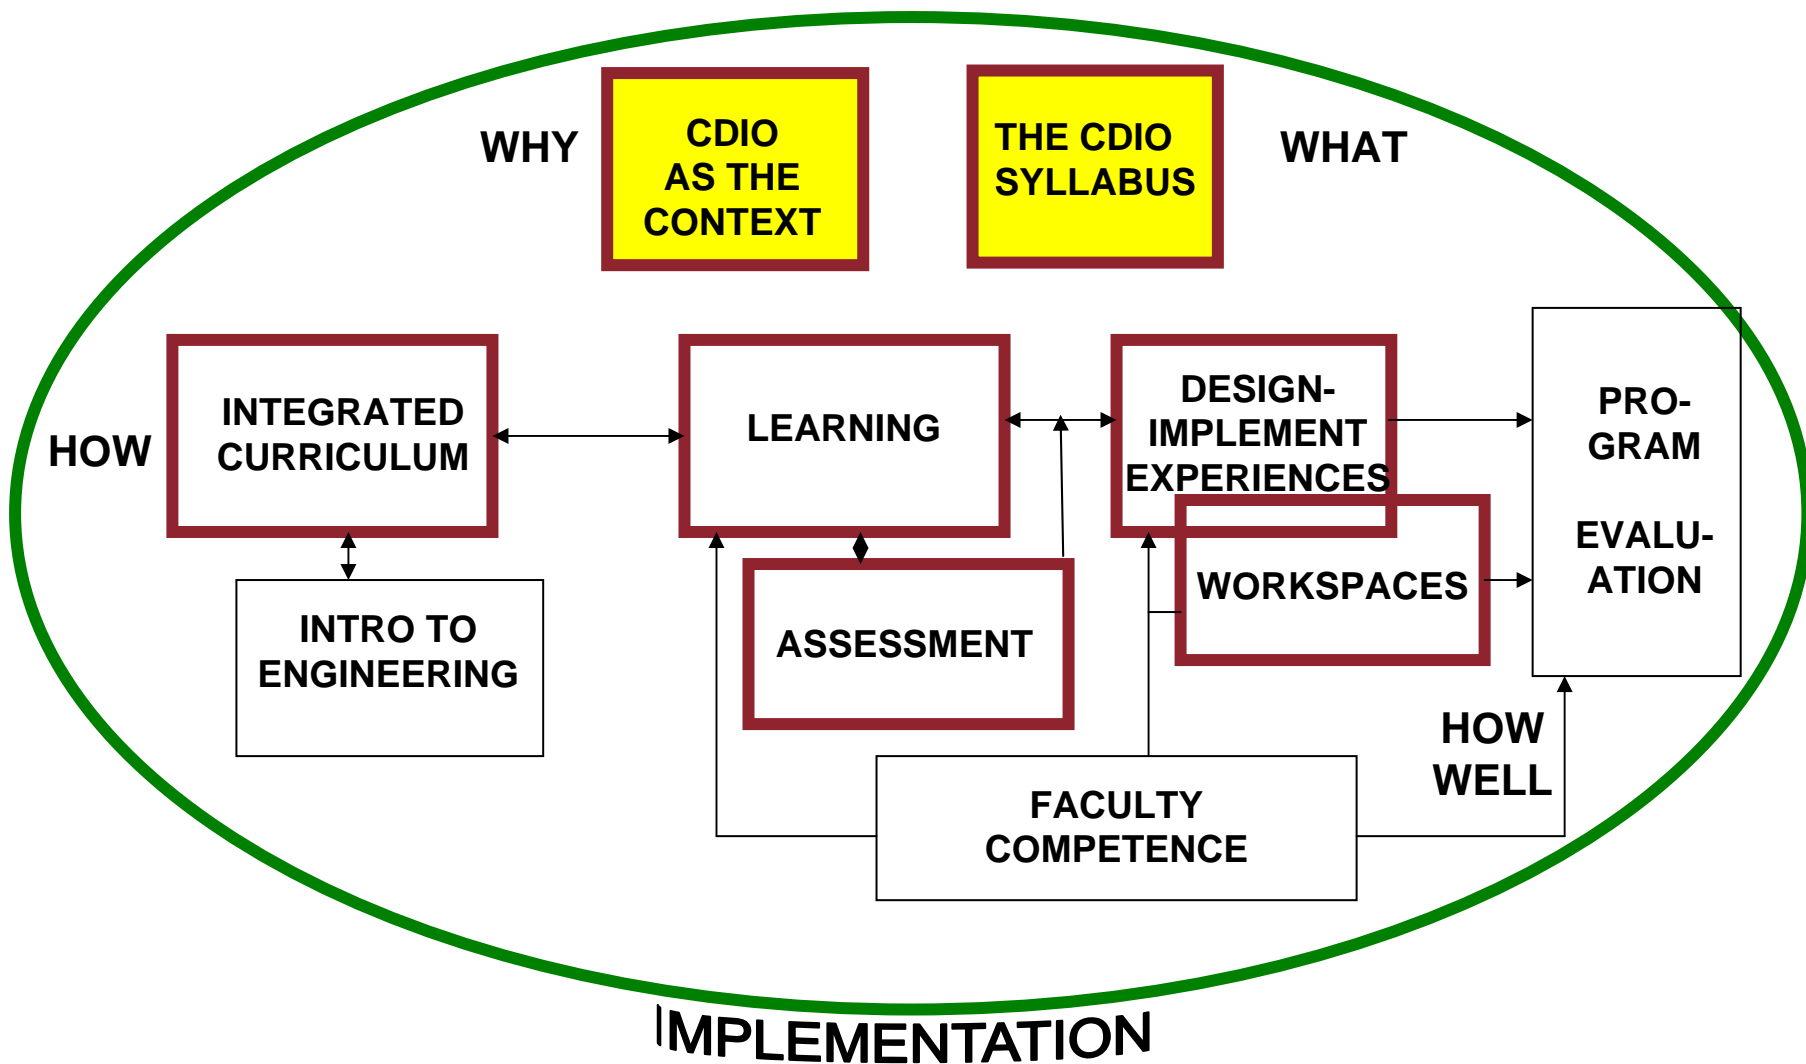 WHY
CDIO
AS THE
CONTEXT
THE CDIO
SYLLABUS
WHAT
HOW
INTEGRATED
CURRICULUM
LEARNING
DESIGN-
IMPLEMENT
EXPERIENCES
PRO-
GRAM
EVALU-
ATION
INTRO TO
ENGINEERING
ASSESSMENT
WORKSPACES
FACULTY
COMPETENCE
HOW
WELL
IMPLEMENTATION